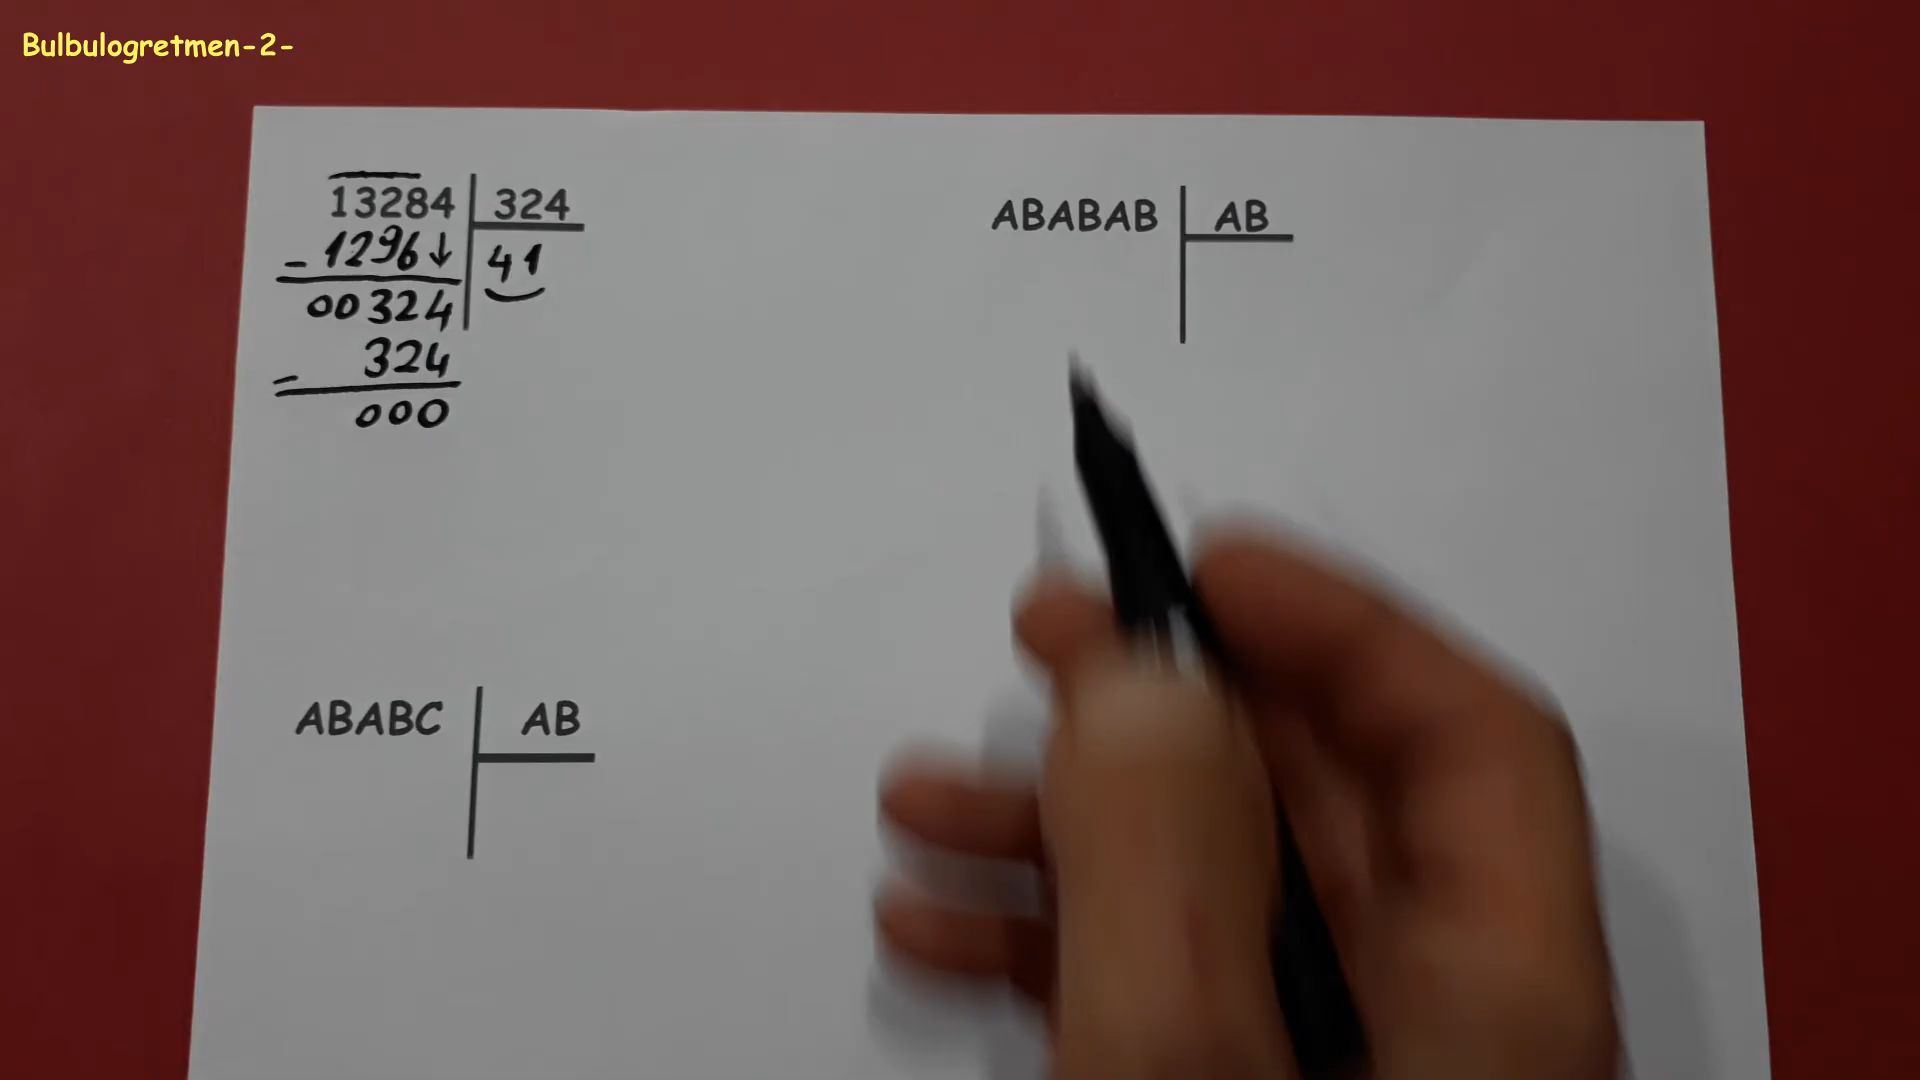 Bulbulogretmen-2-
13284 324
- 1296↓ 41
00324
- 324
000
ABABAB AB
ABABC AB